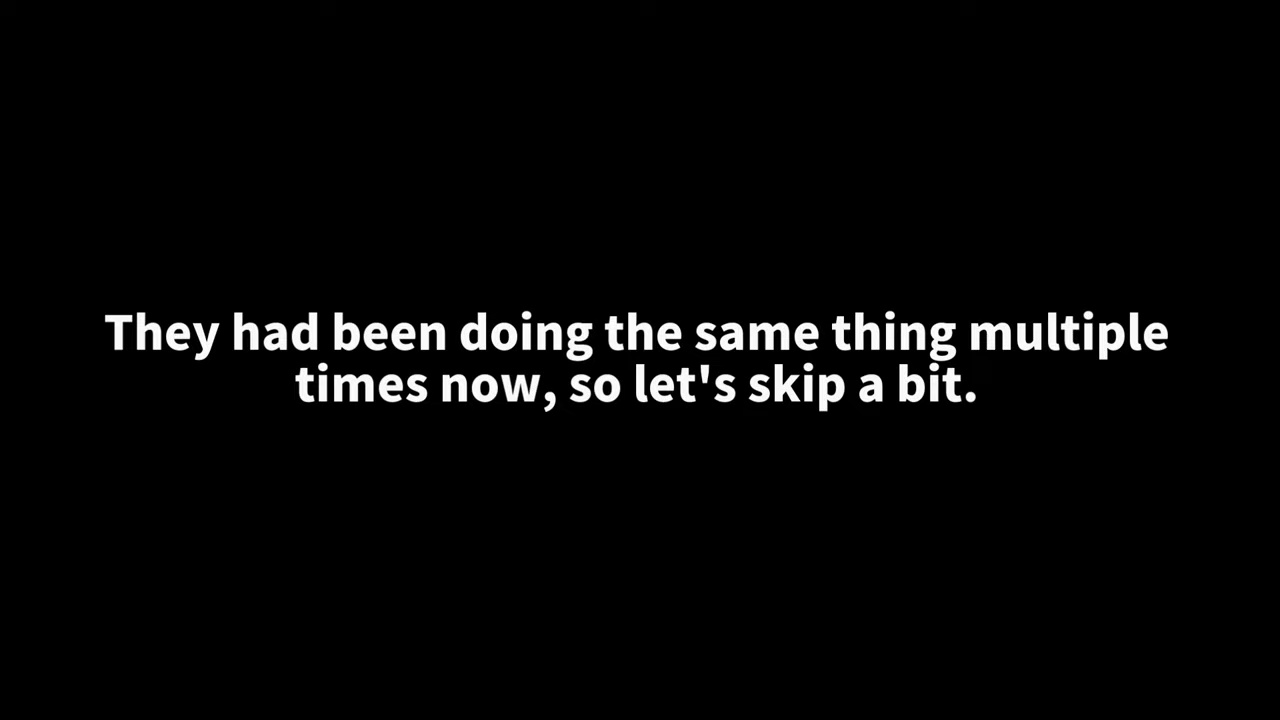 They had been doing the same thing multiple
times now, so let's skip a bit.